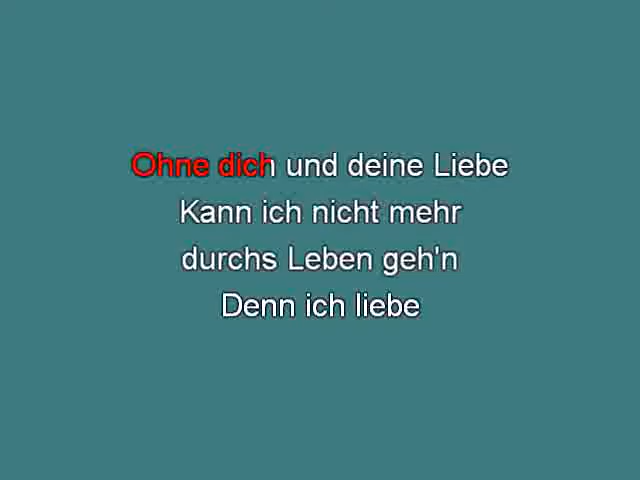 Ohne dich und deine Liebe
Kann ich nicht mehr
durchs Leben geh'n
Denn ich liebe